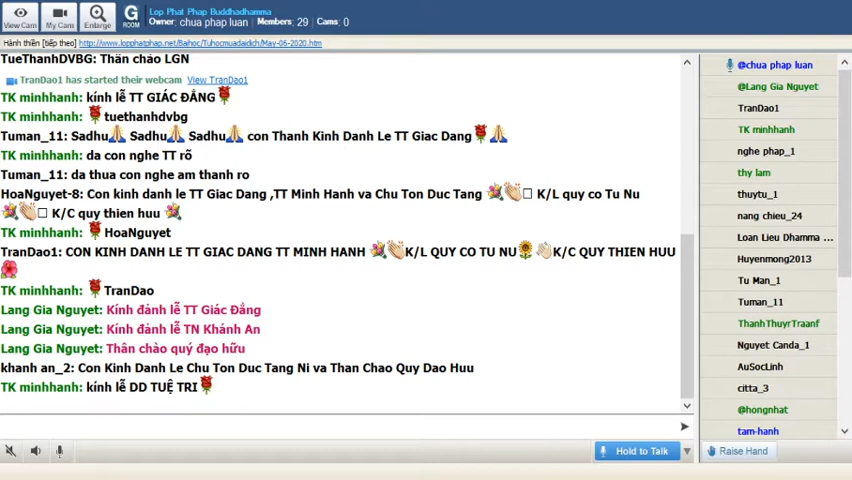 Lop Phat Phap Buddhadhamma
Owner: chua phap luan  Members: 29  Cams: 0
View Cam
My Cam
Enlarge
G
ROOM
Hành thiền [tiếp theo] http://www.lopphatphap.net/Baihoc/Tuhocmuadaidich/May-06-2020.htm
TueThanhDVBG: Thân chào LGN
TranDao1 has started their webcam View TranDao1
TK minhhanh: kính lễ TT GIÁC ĐẲNG🌹
TK minhhanh: 🌹tuethanhdvbg
Tuman_11: Sadhu🙏 Sadhu🙏 Sadhu🙏 con Thanh Kinh Danh Le TT Giac Dang🌹🙏
TK minhhanh: da con nghe TT rõ
Tuman_11: da thua con nghe am thanh ro
HoaNguyet-8: Con kinh danh le TT Giac Dang ,TT Minh Hanh va Chu Ton Duc Tang 💐👏 K/L quy co Tu Nu
💐👏 K/C quy thien huu 💐
TK minhhanh: 🌹HoaNguyet
TranDao1: CON KINH DANH LE TT GIAC DANG TT MINH HANH 💐👏K/L QUY CO TU NU🌻👏K/C QUY THIEN HUU
🌺
TK minhhanh: 🌹TranDao
Lang Gia Nguyet: Kính đảnh lễ TT Giác Đẳng
Lang Gia Nguyet: Kính đảnh lễ TN Khánh An
Lang Gia Nguyet: Thân chào quý đạo hữu
khanh an_2: Con Kinh Danh Le Chu Ton Duc Tang Ni va Than Chao Quy Dao Huu
TK minhhanh: kính lễ DD TUỆ TRI🌹
Hold to Talk
@chua phap luan
@Lang Gia Nguyet
TranDao1
TK minhhanh
nghe phap_1
thy lam
thuytu_1
nang chieu_24
Loan Lieu Dhamma ...
Huyenmong2013
Tu Man_1
Tuman_11
ThanhThuyrTraanf
Nguyet Canda_1
AuSocLinh
citta_3
@hongnhat
tam-hanh
Raise Hand